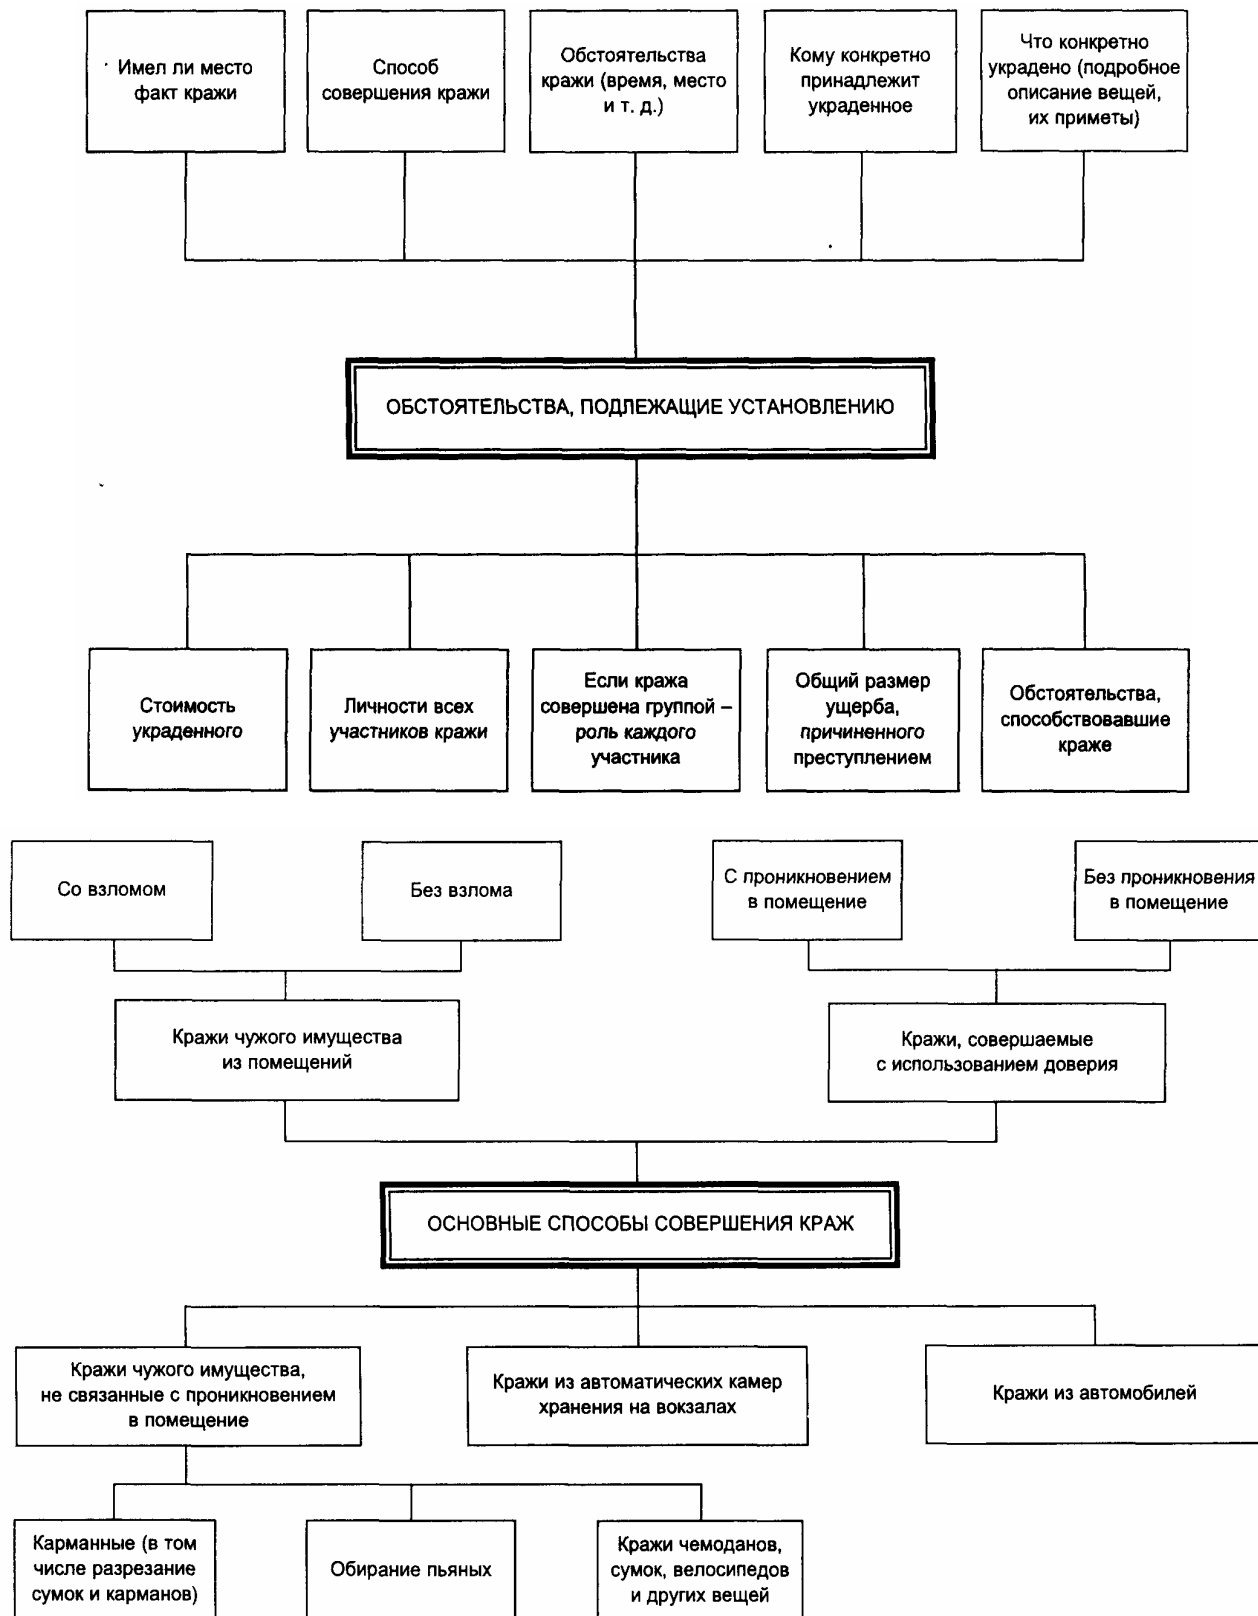 Имел ли место
факт кражи
Способ
совершения кражи
Обстоятельства
кражи (время, место
и т. д.)
Кому конкретно
принадлежит
украденное
Что конкретно
украдено (подробное
описание вещей,
их приметы)
ОБСТОЯТЕЛЬСТВА, ПОДЛЕЖАЩИЕ УСТАНОВЛЕНИЮ
Стоимость
украденного
Личности всех
участников кражи
Если кража
совершена группой –
роль каждого
участника
Общий размер
ущерба,
причиненного
преступлением
Обстоятельства,
способствовавшие
краже
Со взломом
Без взлома
С проникновением
в помещение
Без проникновения
в помещение
Кражи чужого имущества
из помещений
Кражи, совершаемые
с использованием доверия
ОСНОВНЫЕ СПОСОБЫ СОВЕРШЕНИЯ КРАЖ
Кражи чужого имущества,
не связанные с проникновением
в помещение
Кражи из автоматических камер
хранения на вокзалах
Кражи из автомобилей
Карманные (в том
числе разрезание
сумок и карманов)
Обирание пьяных
Кражи чемоданов,
сумок, велосипедов
и других вещей